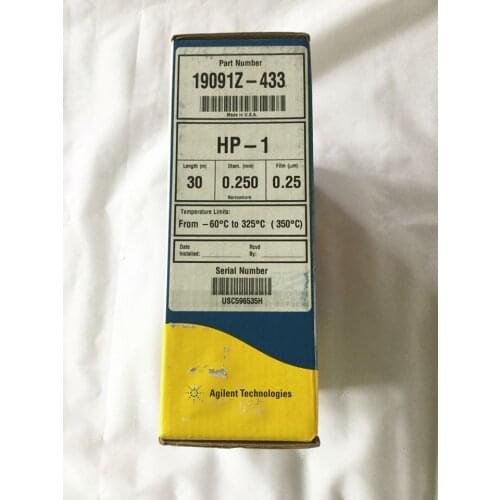 Part Number
19091Z-433
Made in U.S.A.
HP-1
Length (m) Diam. (mm) Film (µm)
30 0.250 0.25
Narrowbore
Temperature Limits:
From -60°C to 325°C (350°C)
Date Rcvd
Installed: By:
Serial Number
USC596535H
Agilent Technologies